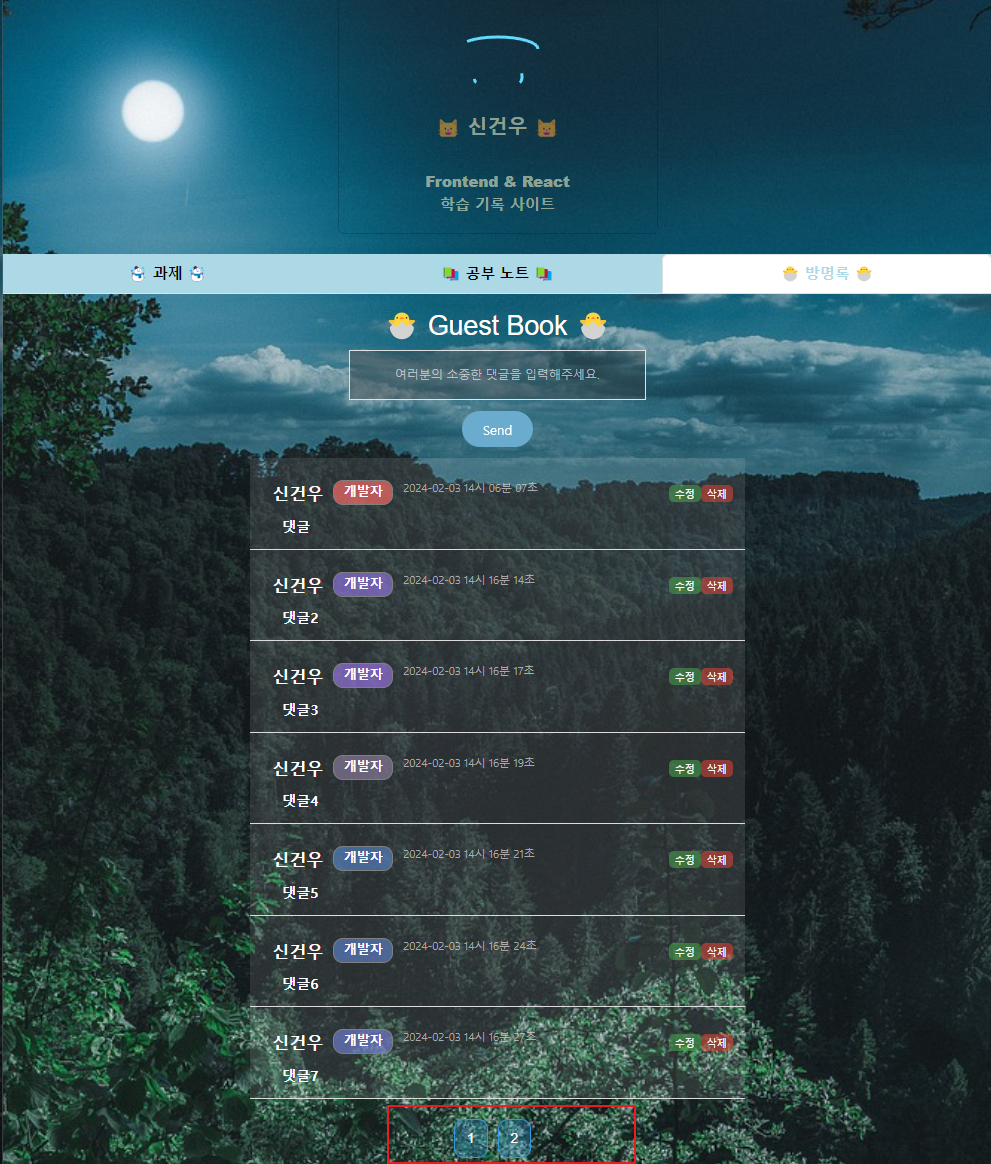 신건우
Frontend & React
학습 기록 사이트
과제 공부 노트 방명록
Guest Book
여러분의 소중한 댓글을 입력해주세요.
Send
신건우 개발자 2024-02-03 14시 06분 07초 수정 삭제
댓글
신건우 개발자 2024-02-03 14시 16분 14초 수정 삭제
댓글2
신건우 개발자 2024-02-03 14시 16분 17초 수정 삭제
댓글3
신건우 개발자 2024-02-03 14시 16분 19초 수정 삭제
댓글4
신건우 개발자 2024-02-03 14시 16분 21초 수정 삭제
댓글5
신건우 개발자 2024-02-03 14시 16분 24초 수정 삭제
댓글6
신건우 개발자 2024-02-03 14시 16분 27초 수정 삭제
댓글7
1 2